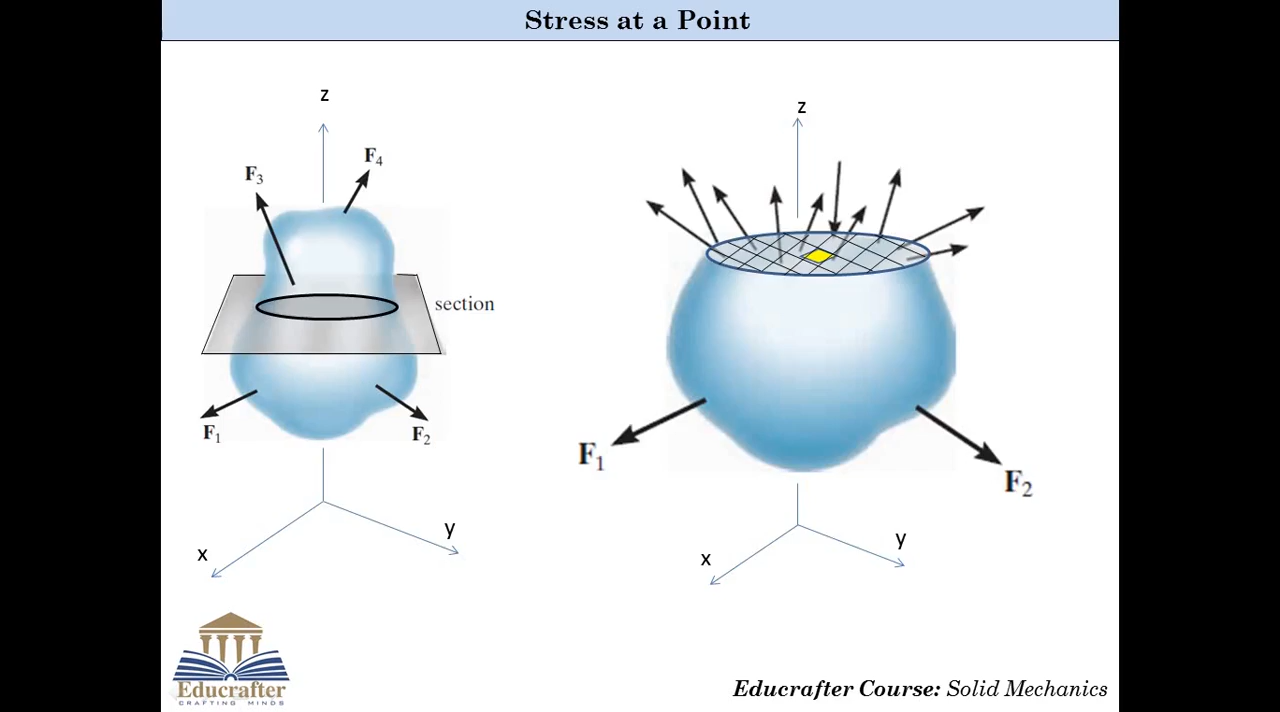 Stress at a Point
z
F3
F4
section
F1
F2
x
y
z
F1
F2
x
y
Educrafter
CRAFTING MINDS
Educrafter Course: Solid Mechanics